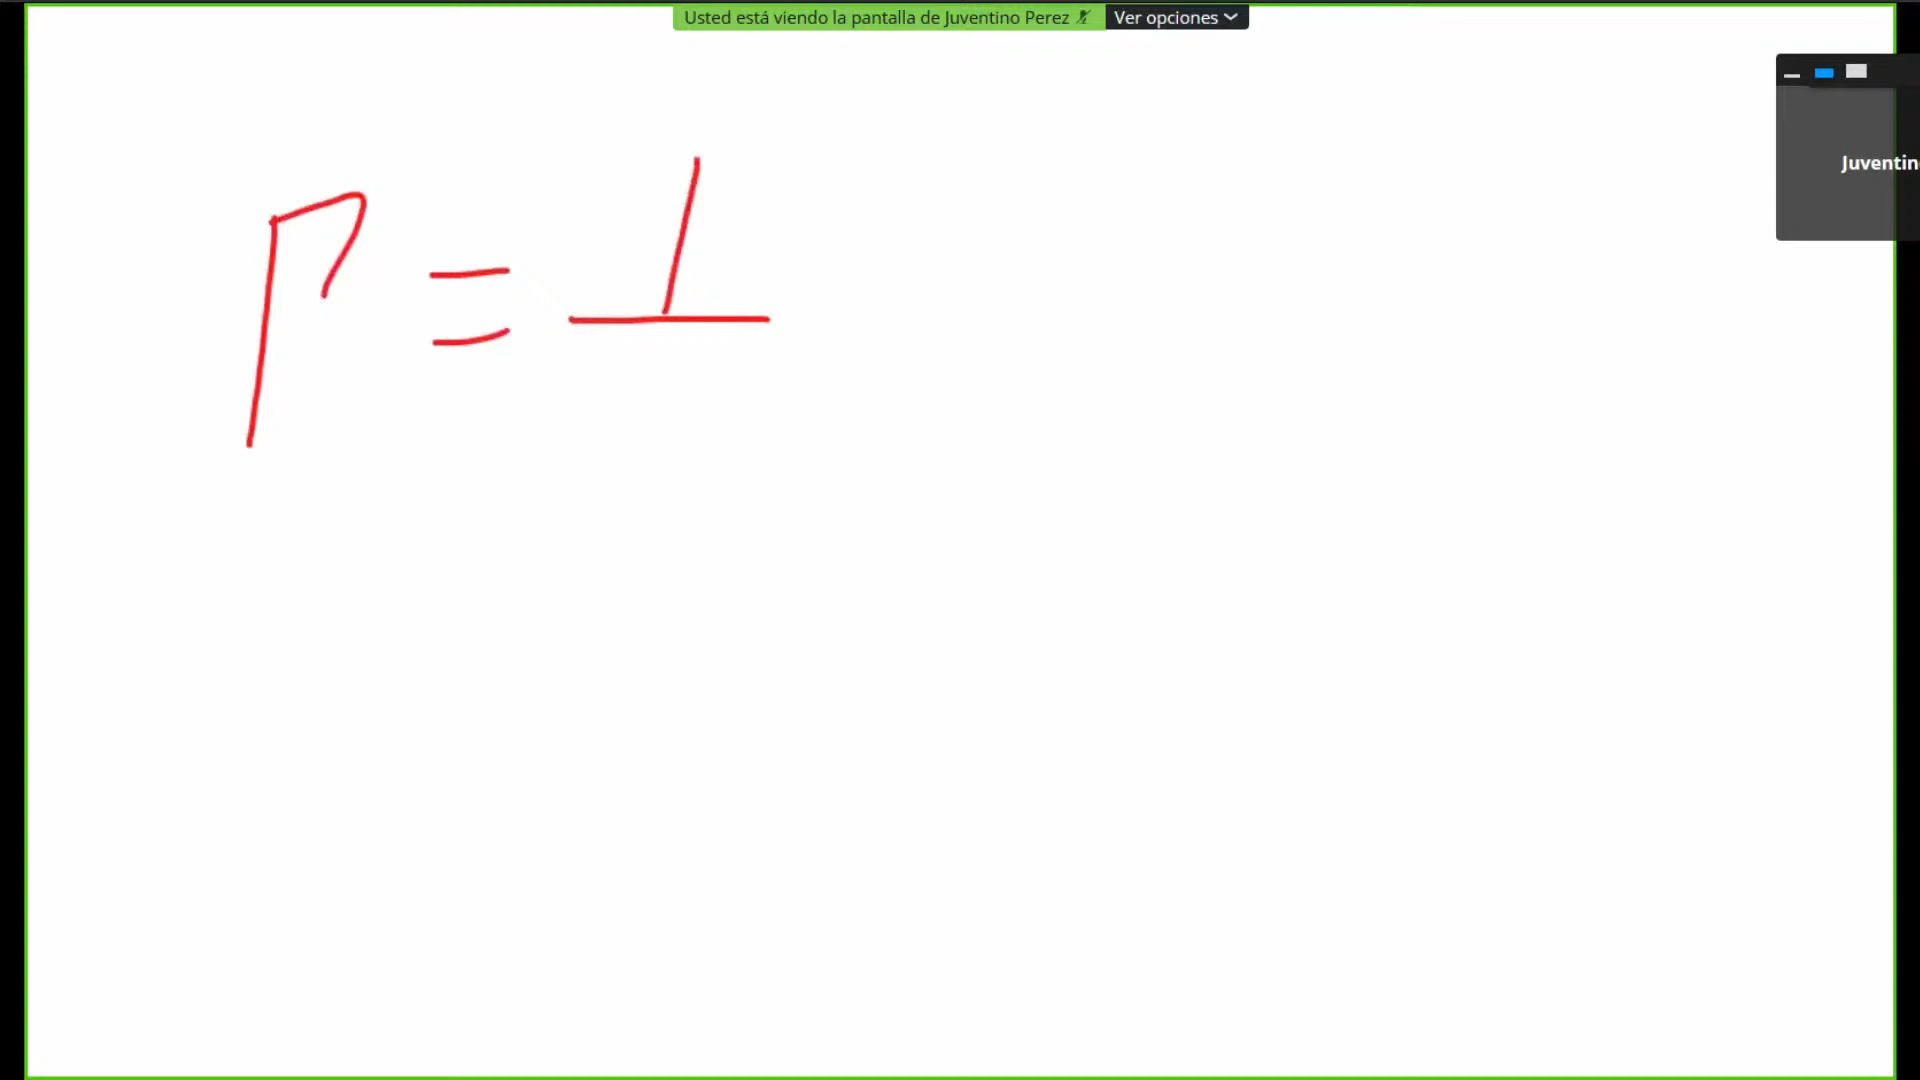 Usted está viendo la pantalla de Juventino Perez Ver opciones
Juventin
P = 1